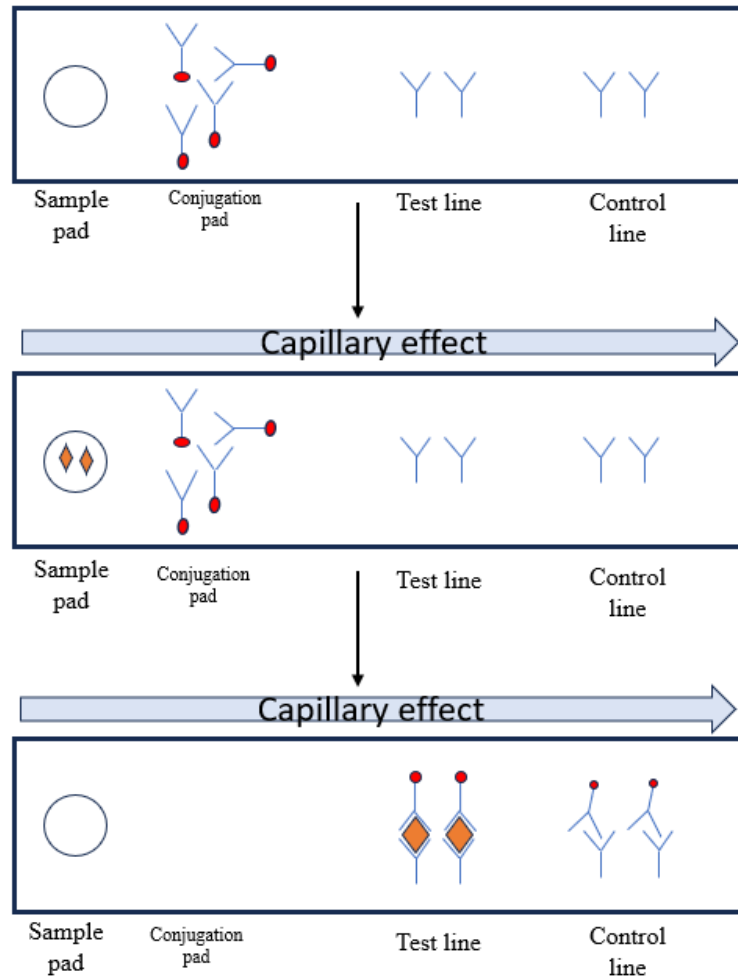 Sample
pad
Conjugation
pad
Test line
Control
line
Capillary effect
Sample
pad
Conjugation
pad
Test line
Control
line
Capillary effect
Sample
pad
Conjugation
pad
Test line
Control
line